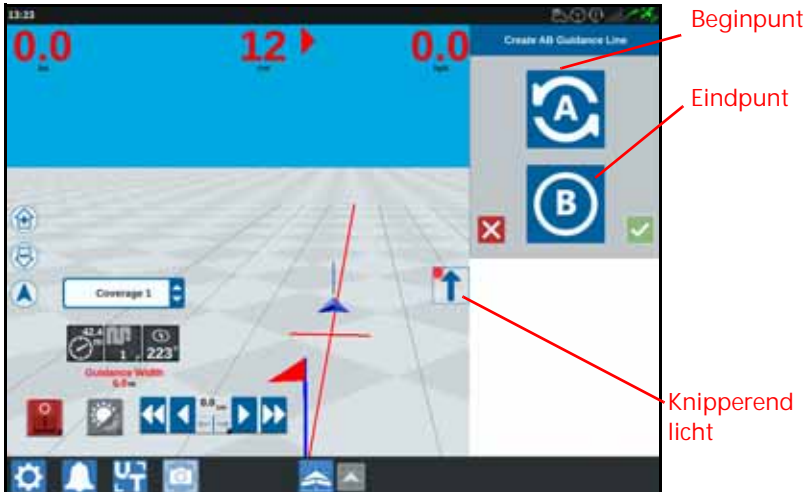 13:23
Beginpunt
0.0
12
0.0
Create AB Guidance Line
A
Eindpunt
B
Coverage 1
42.4
1
223°
Guidance Width
0.0
Knipperend
licht
UT